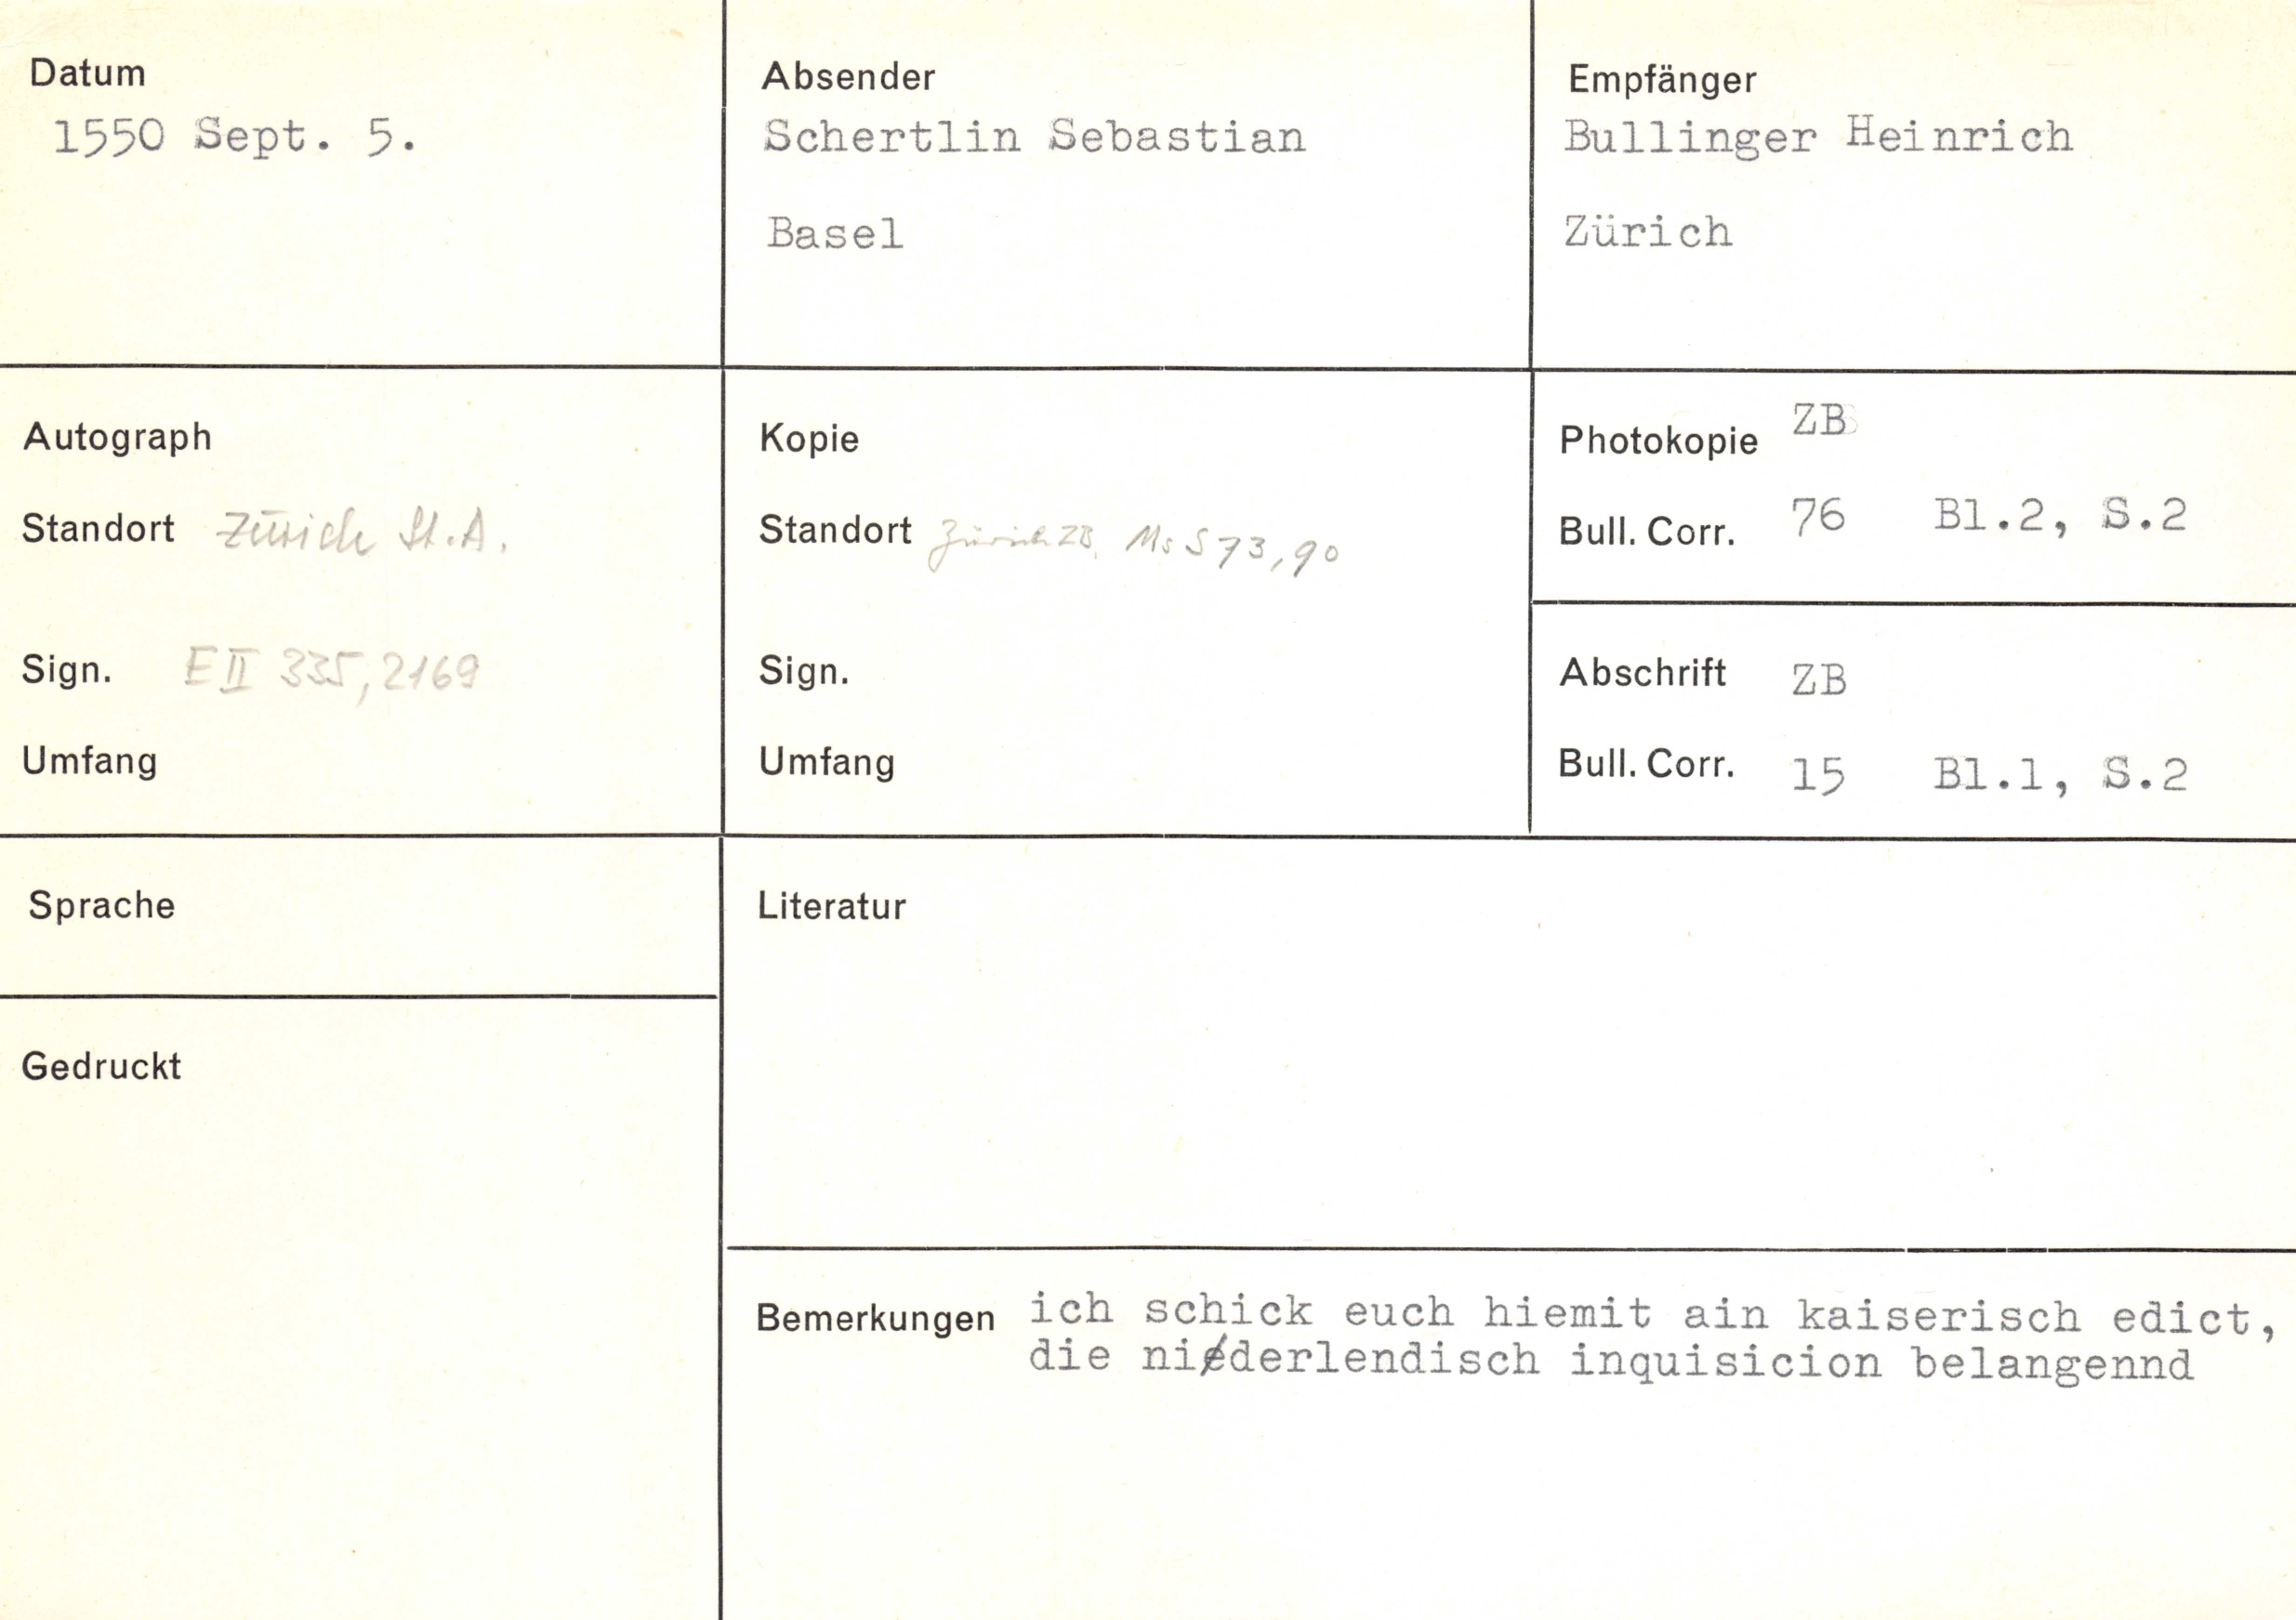 Datum
1550 Sept. 5.
Absender
Schertlin Sebastian
Basel
Empfänger
Bullinger Heinrich
Zürich
Autograph
Standort Zürich St.A.
Sign. E II 335, 2169
Umfang
Kopie
Standort Zürich ZB, Ms S 73, 90
Sign.
Umfang
Photokopie ZB
Bull. Corr. 76 Bl.2, S.2
Abschrift ZB
Bull. Corr. 15 Bl.1, S.2
Sprache
Gedruckt
Literatur
Bemerkungen ich schick euch hiemit ain kaiserisch edict,
die niderlendisch inquisicion belangennd